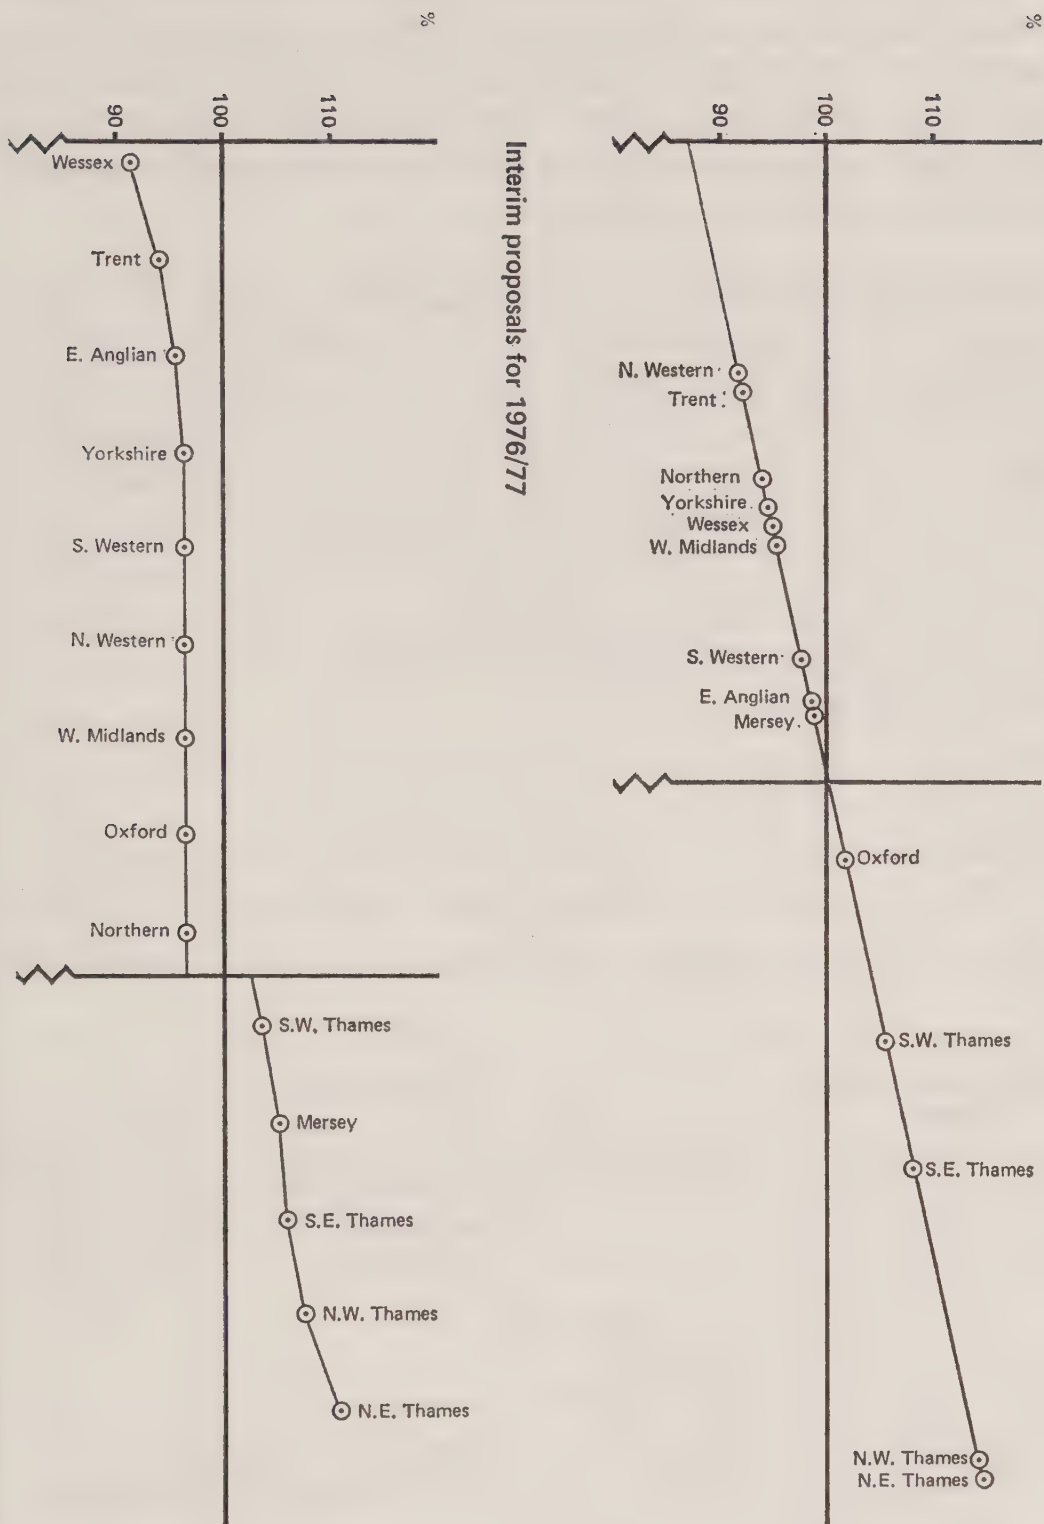 %
110
100
90
N. Western
Trent
Northern
Yorkshire
Wessex
W. Midlands
S. Western
E. Anglian
Mersey
Oxford
S.W. Thames
S.E. Thames
N.W. Thames
N.E. Thames
Interim proposals for 1976/77
%
110
100
90
Wessex
Trent
E. Anglian
Yorkshire
S. Western
N. Western
W. Midlands
Oxford
Northern
S.W. Thames
Mersey
S.E. Thames
N.W. Thames
N.E. Thames